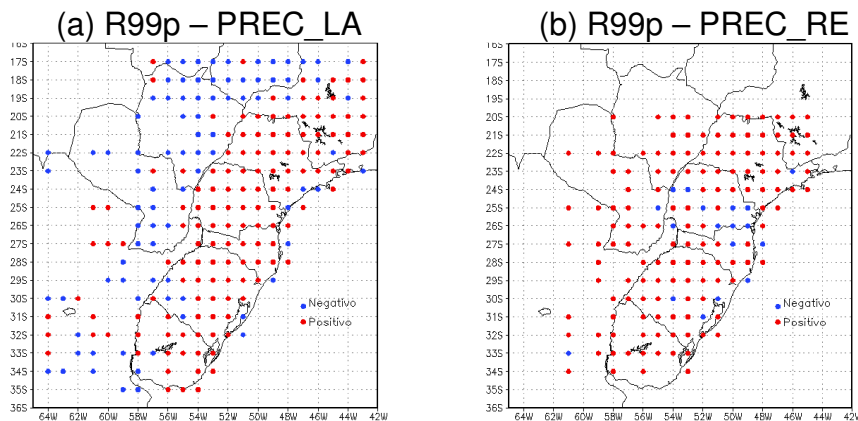 (a) R99p – PREC_LA
16S
17S
18S
19S
20S
21S
22S
23S
24S
25S
26S
27S
28S
29S
30S
31S
32S
33S
34S
35S
36S
Negativo
Positivo
64W 62W 60W 58W 56W 54W 52W 50W 48W 46W 44W 42W
(b) R99p – PREC_RE
16S
17S
18S
19S
20S
21S
22S
23S
24S
25S
26S
27S
28S
29S
30S
31S
32S
33S
34S
35S
36S
Negativo
Positivo
64W 62W 60W 58W 56W 54W 52W 50W 48W 46W 44W 42W